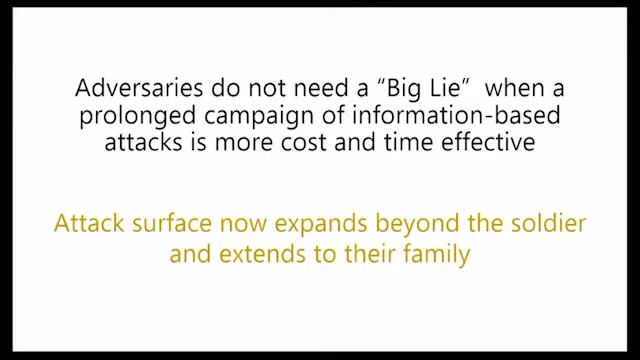 Adversaries do not need a “Big Lie”  when a
prolonged campaign of information-based
attacks is more cost and time effective
Attack surface now expands beyond the soldier
and extends to their family